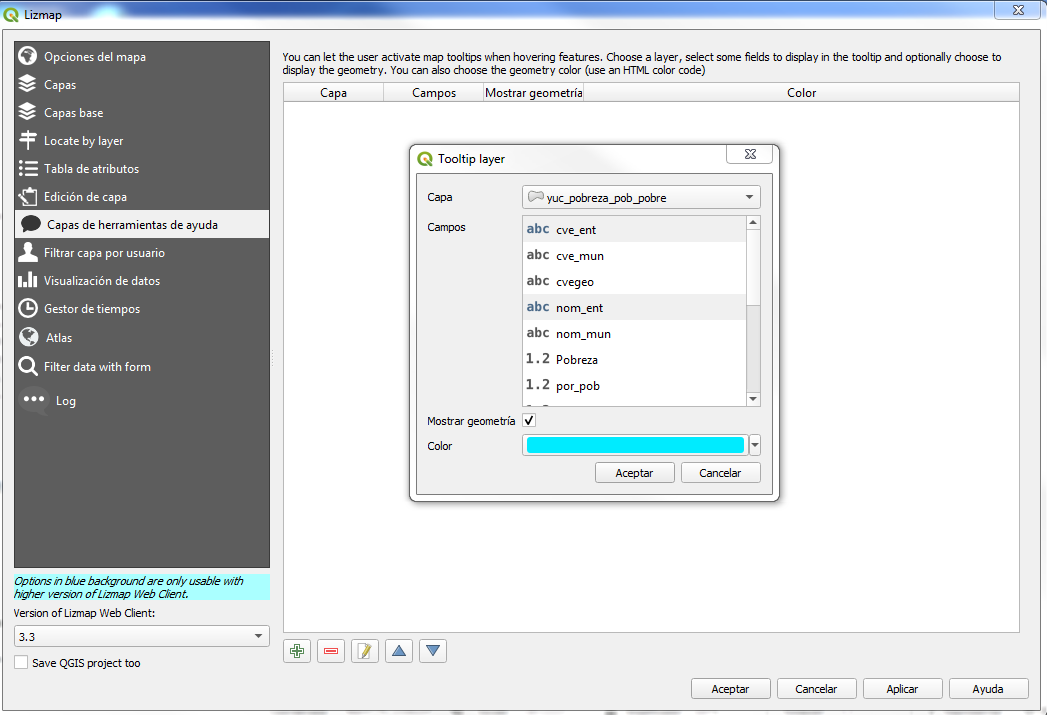 Lizmap
Opciones del mapa
Capas
Capas base
Locate by layer
Tabla de atributos
Edición de capa
Capas de herramientas de ayuda
Filtrar capa por usuario
Visualización de datos
Gestor de tiempos
Atlas
Filter data with form
Log
Options in blue background are only usable with
higher version of Lizmap Web Client.
Version of Lizmap Web Client:
3.3
Save QGIS project too
You can let the user activate map tooltips when hovering features. Choose a layer, select some fields to display in the tooltip and optionally choose to
display the geometry. You can also choose the geometry color (use an HTML color code)
Capa Campos Mostrar geometría Color
Tooltip layer
Capa yuc_pobreza_pob_pobre
Campos
abc cve_ent
abc cve_mun
abc cvegeo
abc nom_ent
abc nom_mun
1.2 Pobreza
1.2 por_pob
Mostrar geometría
Color
Aceptar Cancelar
Aceptar Cancelar Aplicar Ayuda